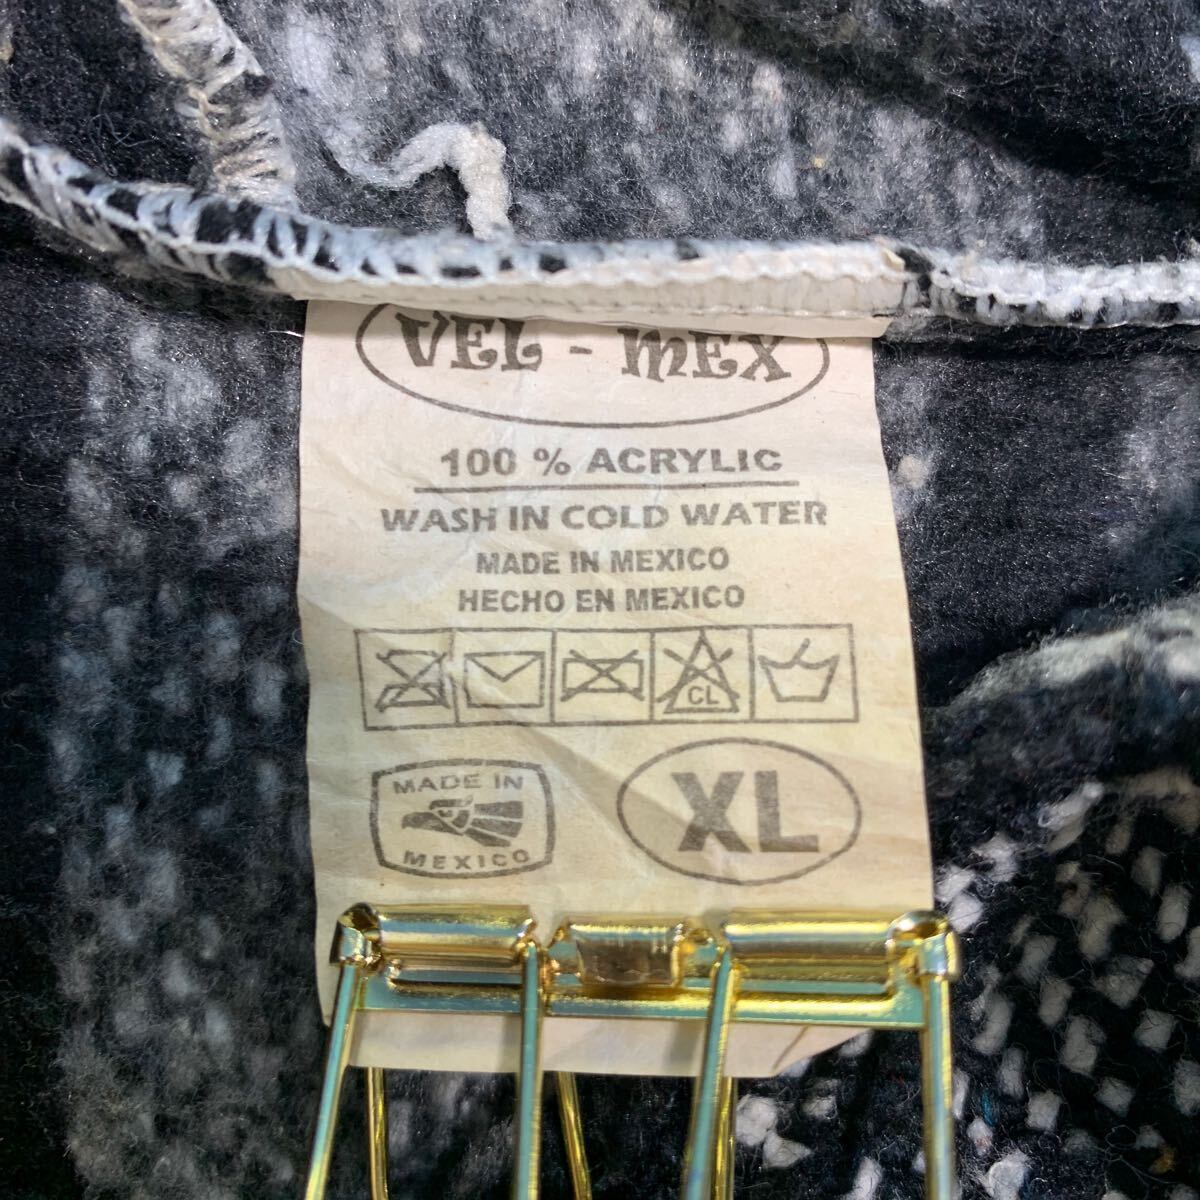 VEL - MEX
100 % ACRYLIC
WASH IN COLD WATER
MADE IN MEXICO
HECHO EN MEXICO
CL
MADE IN
MEXICO
XL